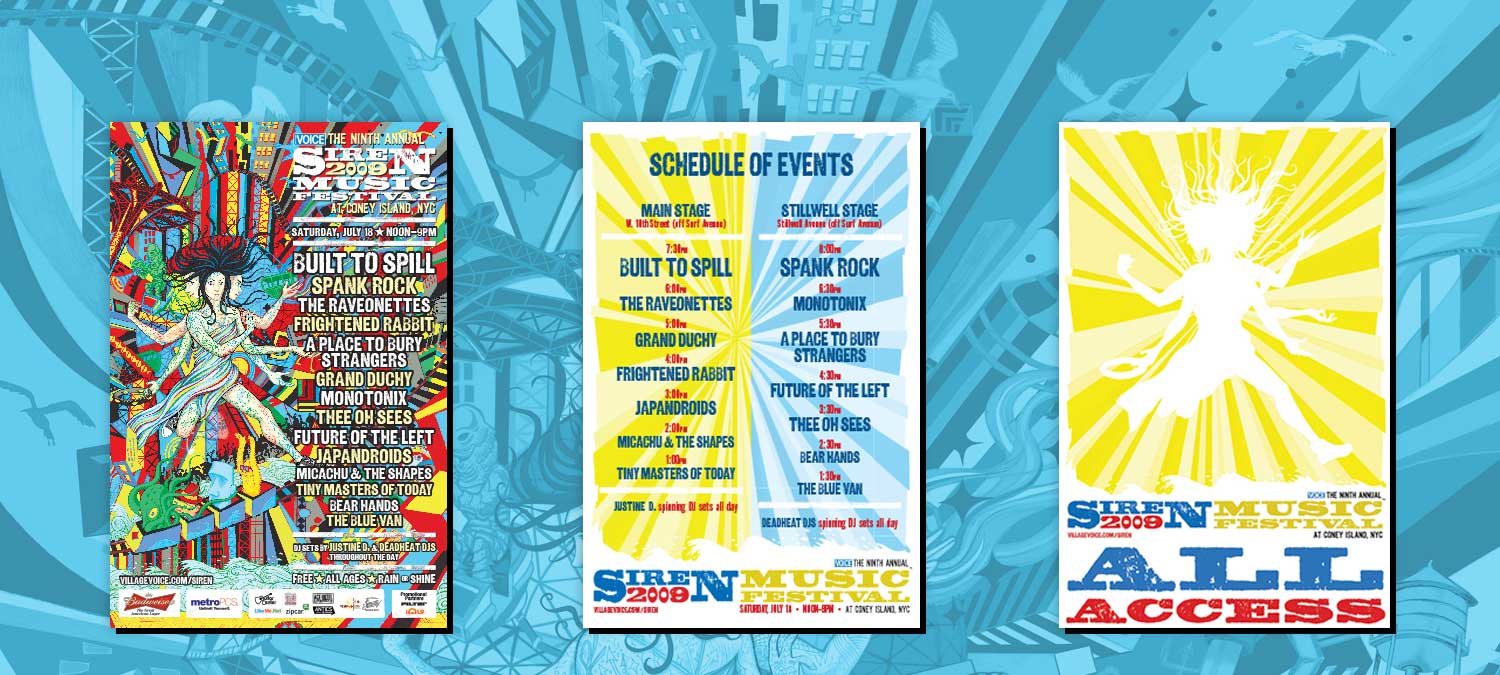 VOICE THE NINTH ANNUAL
SIREN
2009
MUSIC
FESTIVAL
AT CONEY ISLAND, NYC
SATURDAY, JULY 18 ★ NOON-9PM
BUILT TO SPILL
SPANK ROCK
THE RAVEONETTES
FRIGHTENED RABBIT
A PLACE TO BURY
STRANGERS
GRAND DUCHY
MONOTONIX
THEE OH SEES
FUTURE OF THE LEFT
JAPANDROIDS
MICACHU & THE SHAPES
TINY MASTERS OF TODAY
BEAR HANDS
THE BLUE VAN
DJ SETS BY JUSTINE D. & DEADHEAT DJS
THROUGHOUT THE DAY
VILLAGEVOICE.COM/SIREN
FREE ★ ALL AGES ★ RAIN OR SHINE
Budweiser
metroPCS.
zipcar
Promotional
Partners
FILTER
SCHEDULE OF EVENTS
MAIN STAGE
W. 10th Street (off Surf Avenue)
7:30PM
BUILT TO SPILL
6:00PM
THE RAVEONETTES
5:00PM
GRAND DUCHY
4:00PM
FRIGHTENED RABBIT
3:00PM
JAPANDROIDS
2:00PM
MICACHU & THE SHAPES
1:00PM
TINY MASTERS OF TODAY
JUSTINE D. spinning DJ sets all day
STILLWELL STAGE
Stillwell Avenue (off Surf Avenue)
8:00PM
SPANK ROCK
6:30PM
MONOTONIX
5:30PM
A PLACE TO BURY
STRANGERS
4:30PM
FUTURE OF THE LEFT
3:30PM
THEE OH SEES
2:30PM
BEAR HANDS
1:30PM
THE BLUE VAN
DEADHEAT DJS spinning DJ sets all day
VOICE THE NINTH ANNUAL
SIREN MUSIC
2009 FESTIVAL
VILLAGEVOICE.COM/SIREN SATURDAY, JULY 18 • NOON-9PM • AT CONEY ISLAND, NYC
VOICE THE NINTH ANNUAL
SIREN MUSIC
2009 FESTIVAL
VILLAGEVOICE.COM/SIREN AT CONEY ISLAND, NYC
ALL
ACCESS